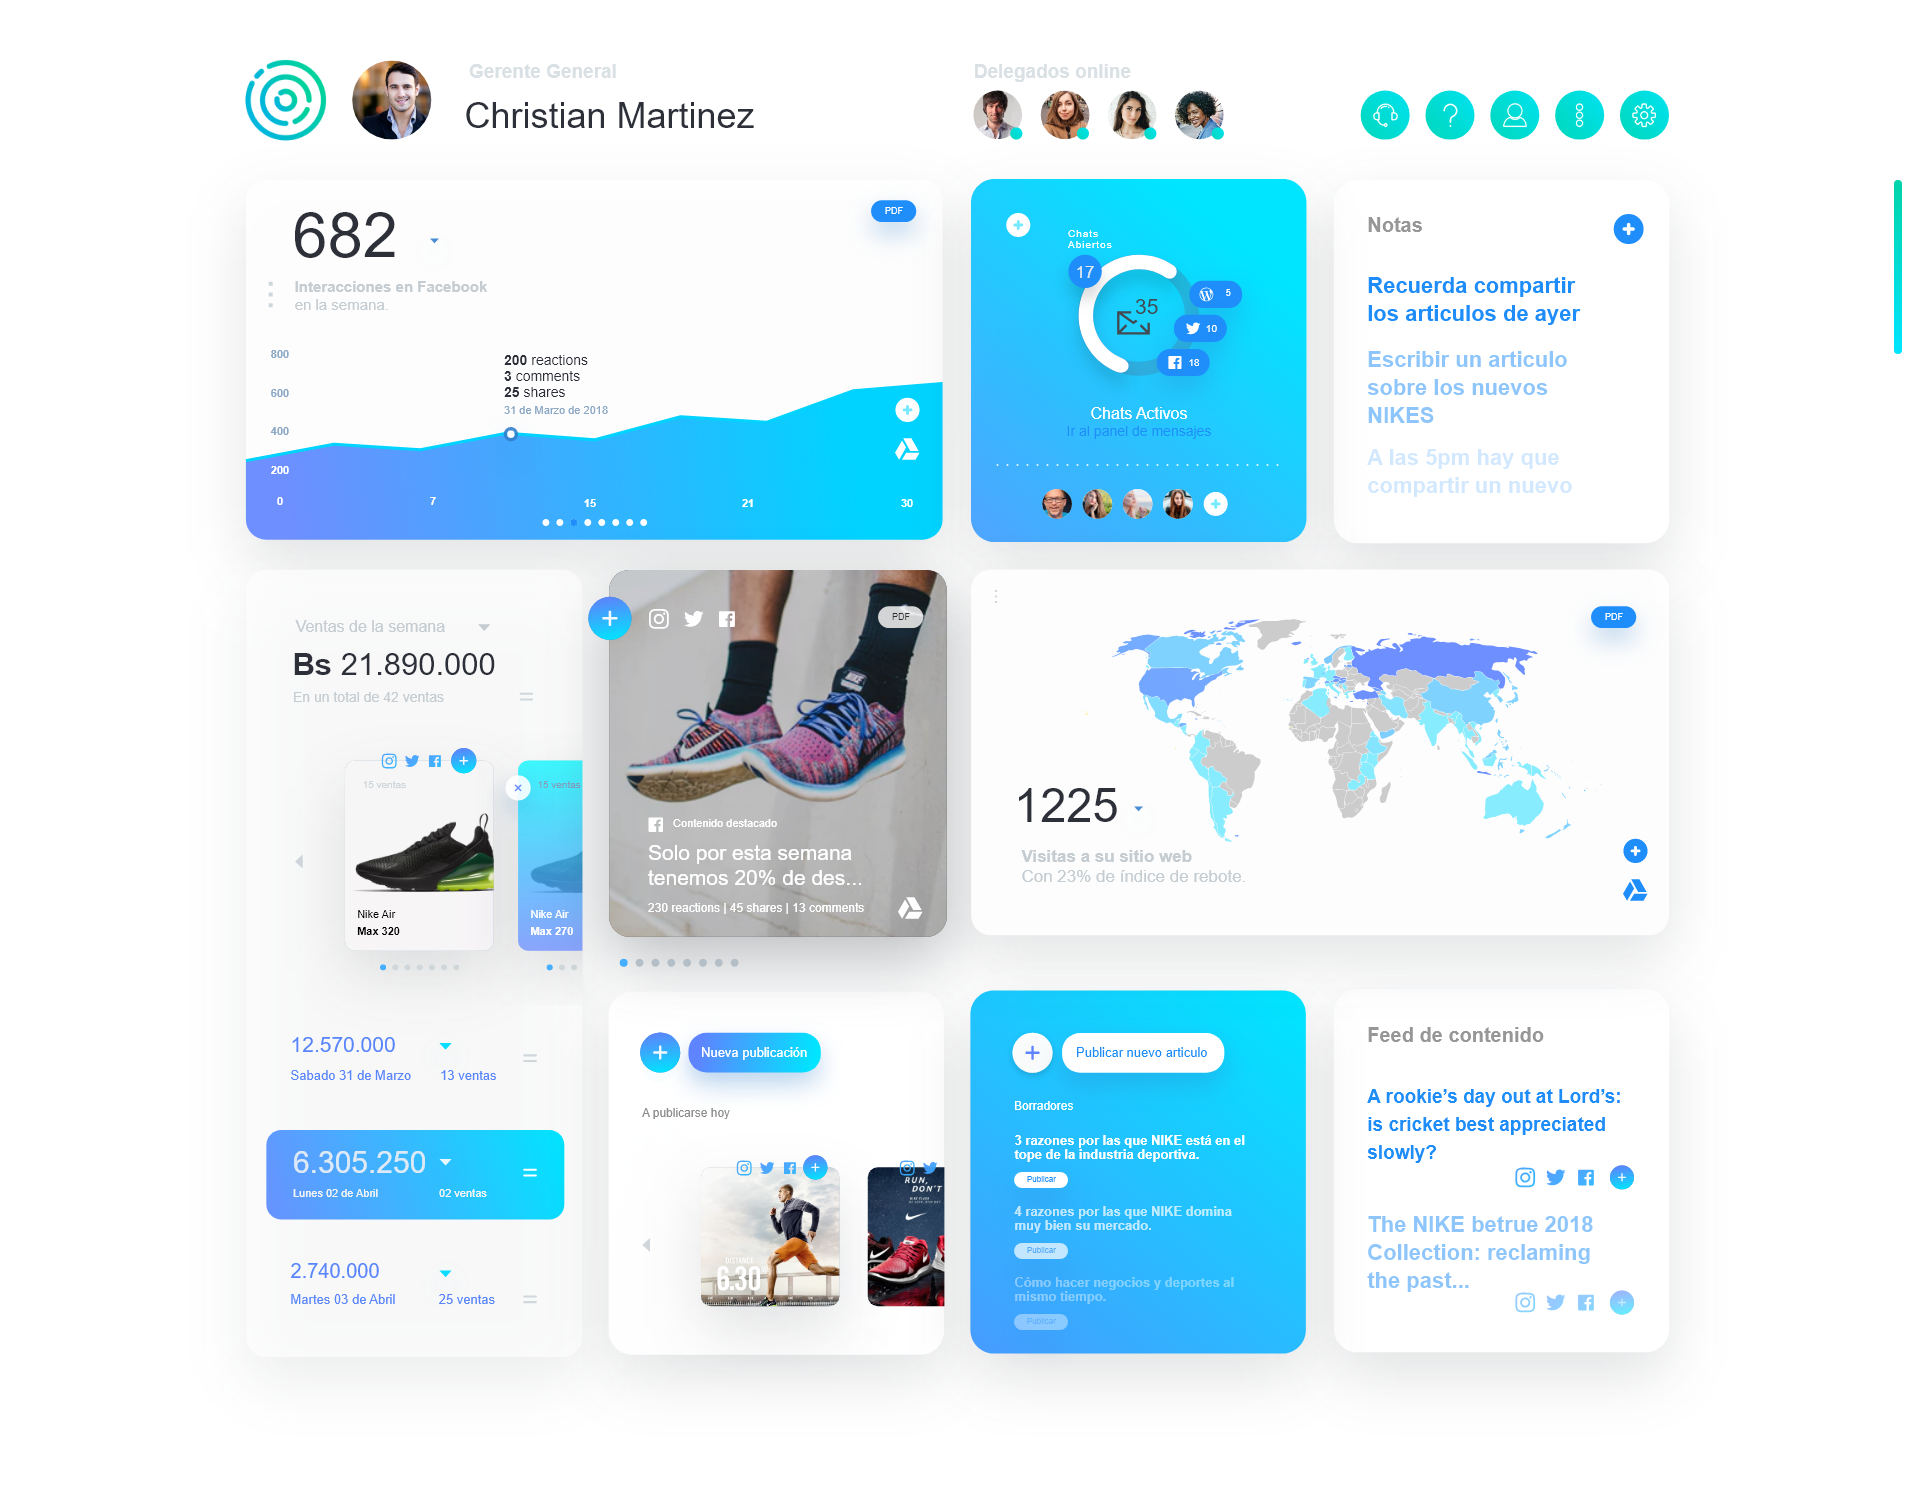 Gerente General
Christian Martinez
Delegados online
682
PDF
Interacciones en Facebook
en la semana.
800
600
400
200
0
7
15
21
30
200 reactions
3 comments
25 shares
31 de Marzo de 2018
Chats
Abiertos
17
35
5
10
18
Chats Activos
Ir al panel de mensajes
Notas
Recuerda compartir
los articulos de ayer
Escribir un articulo
sobre los nuevos
NIKES
A las 5pm hay que
compartir un nuevo
Ventas de la semana
Bs 21.890.000
En un total de 42 ventas
15 ventas
Nike Air
Max 320
15 ventas
Nike Air
Max 270
12.570.000
Sabado 31 de Marzo
13 ventas
6.305.250
Lunes 02 de Abril
02 ventas
2.740.000
Martes 03 de Abril
25 ventas
PDF
Contenido destacado
Solo por esta semana
tenemos 20% de des...
230 reactions | 45 shares | 13 comments
PDF
1225
Visitas a su sitio web
Con 23% de índice de rebote.
Nueva publicación
A publicarse hoy
DISTANCE
6.30
RUN,
DON'T
Publicar nuevo articulo
Borradores
3 razones por las que NIKE está en el
tope de la industria deportiva.
Publicar
4 razones por las que NIKE domina
muy bien su mercado.
Publicar
Cómo hacer negocios y deportes al
mismo tiempo.
Publicar
Feed de contenido
A rookie’s day out at Lord’s:
is cricket best appreciated
slowly?
The NIKE betrue 2018
Collection: reclaming
the past...